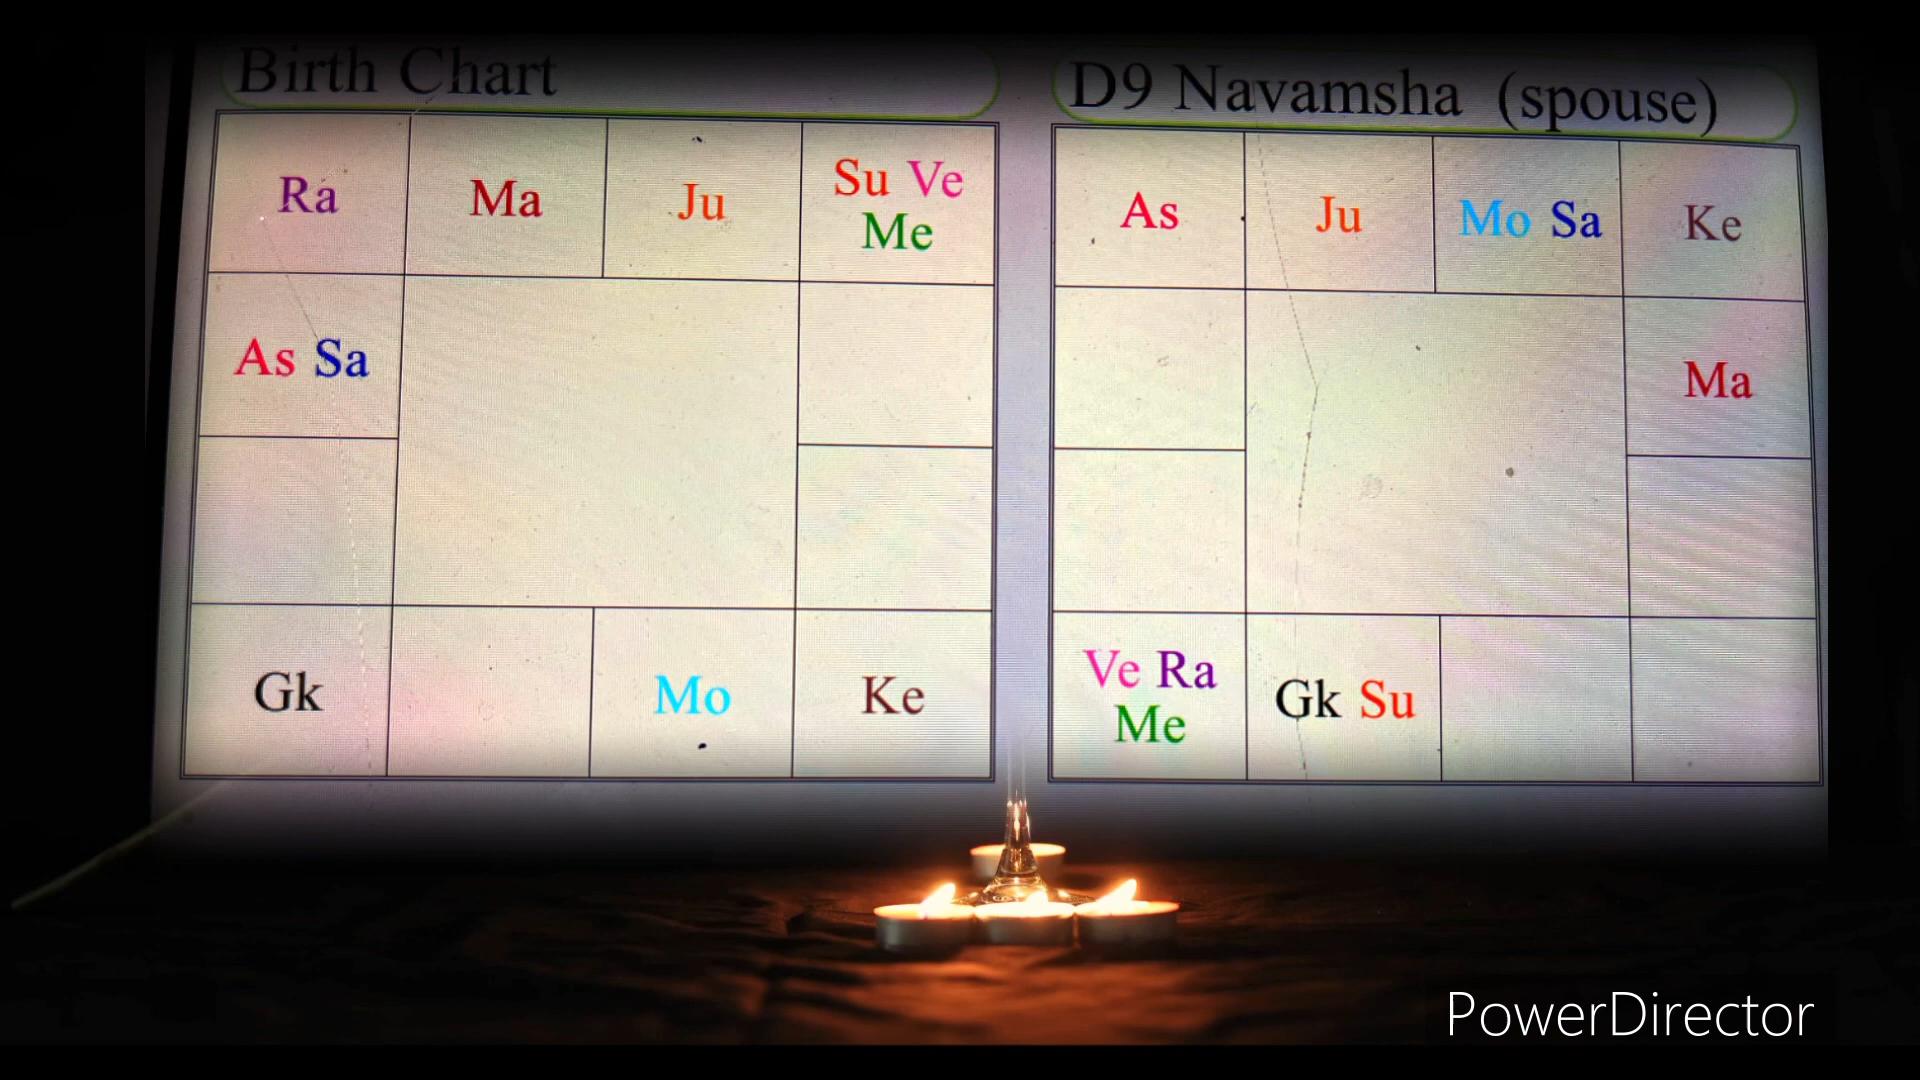 Birth Chart
Ra
Ma
Ju
Su Ve
Me
As Sa
Gk
Mo
Ke
D9 Navamsha (spouse)
As
Ju
Mo Sa
Ke
Ma
Ve Ra
Me
Gk Su
PowerDirector